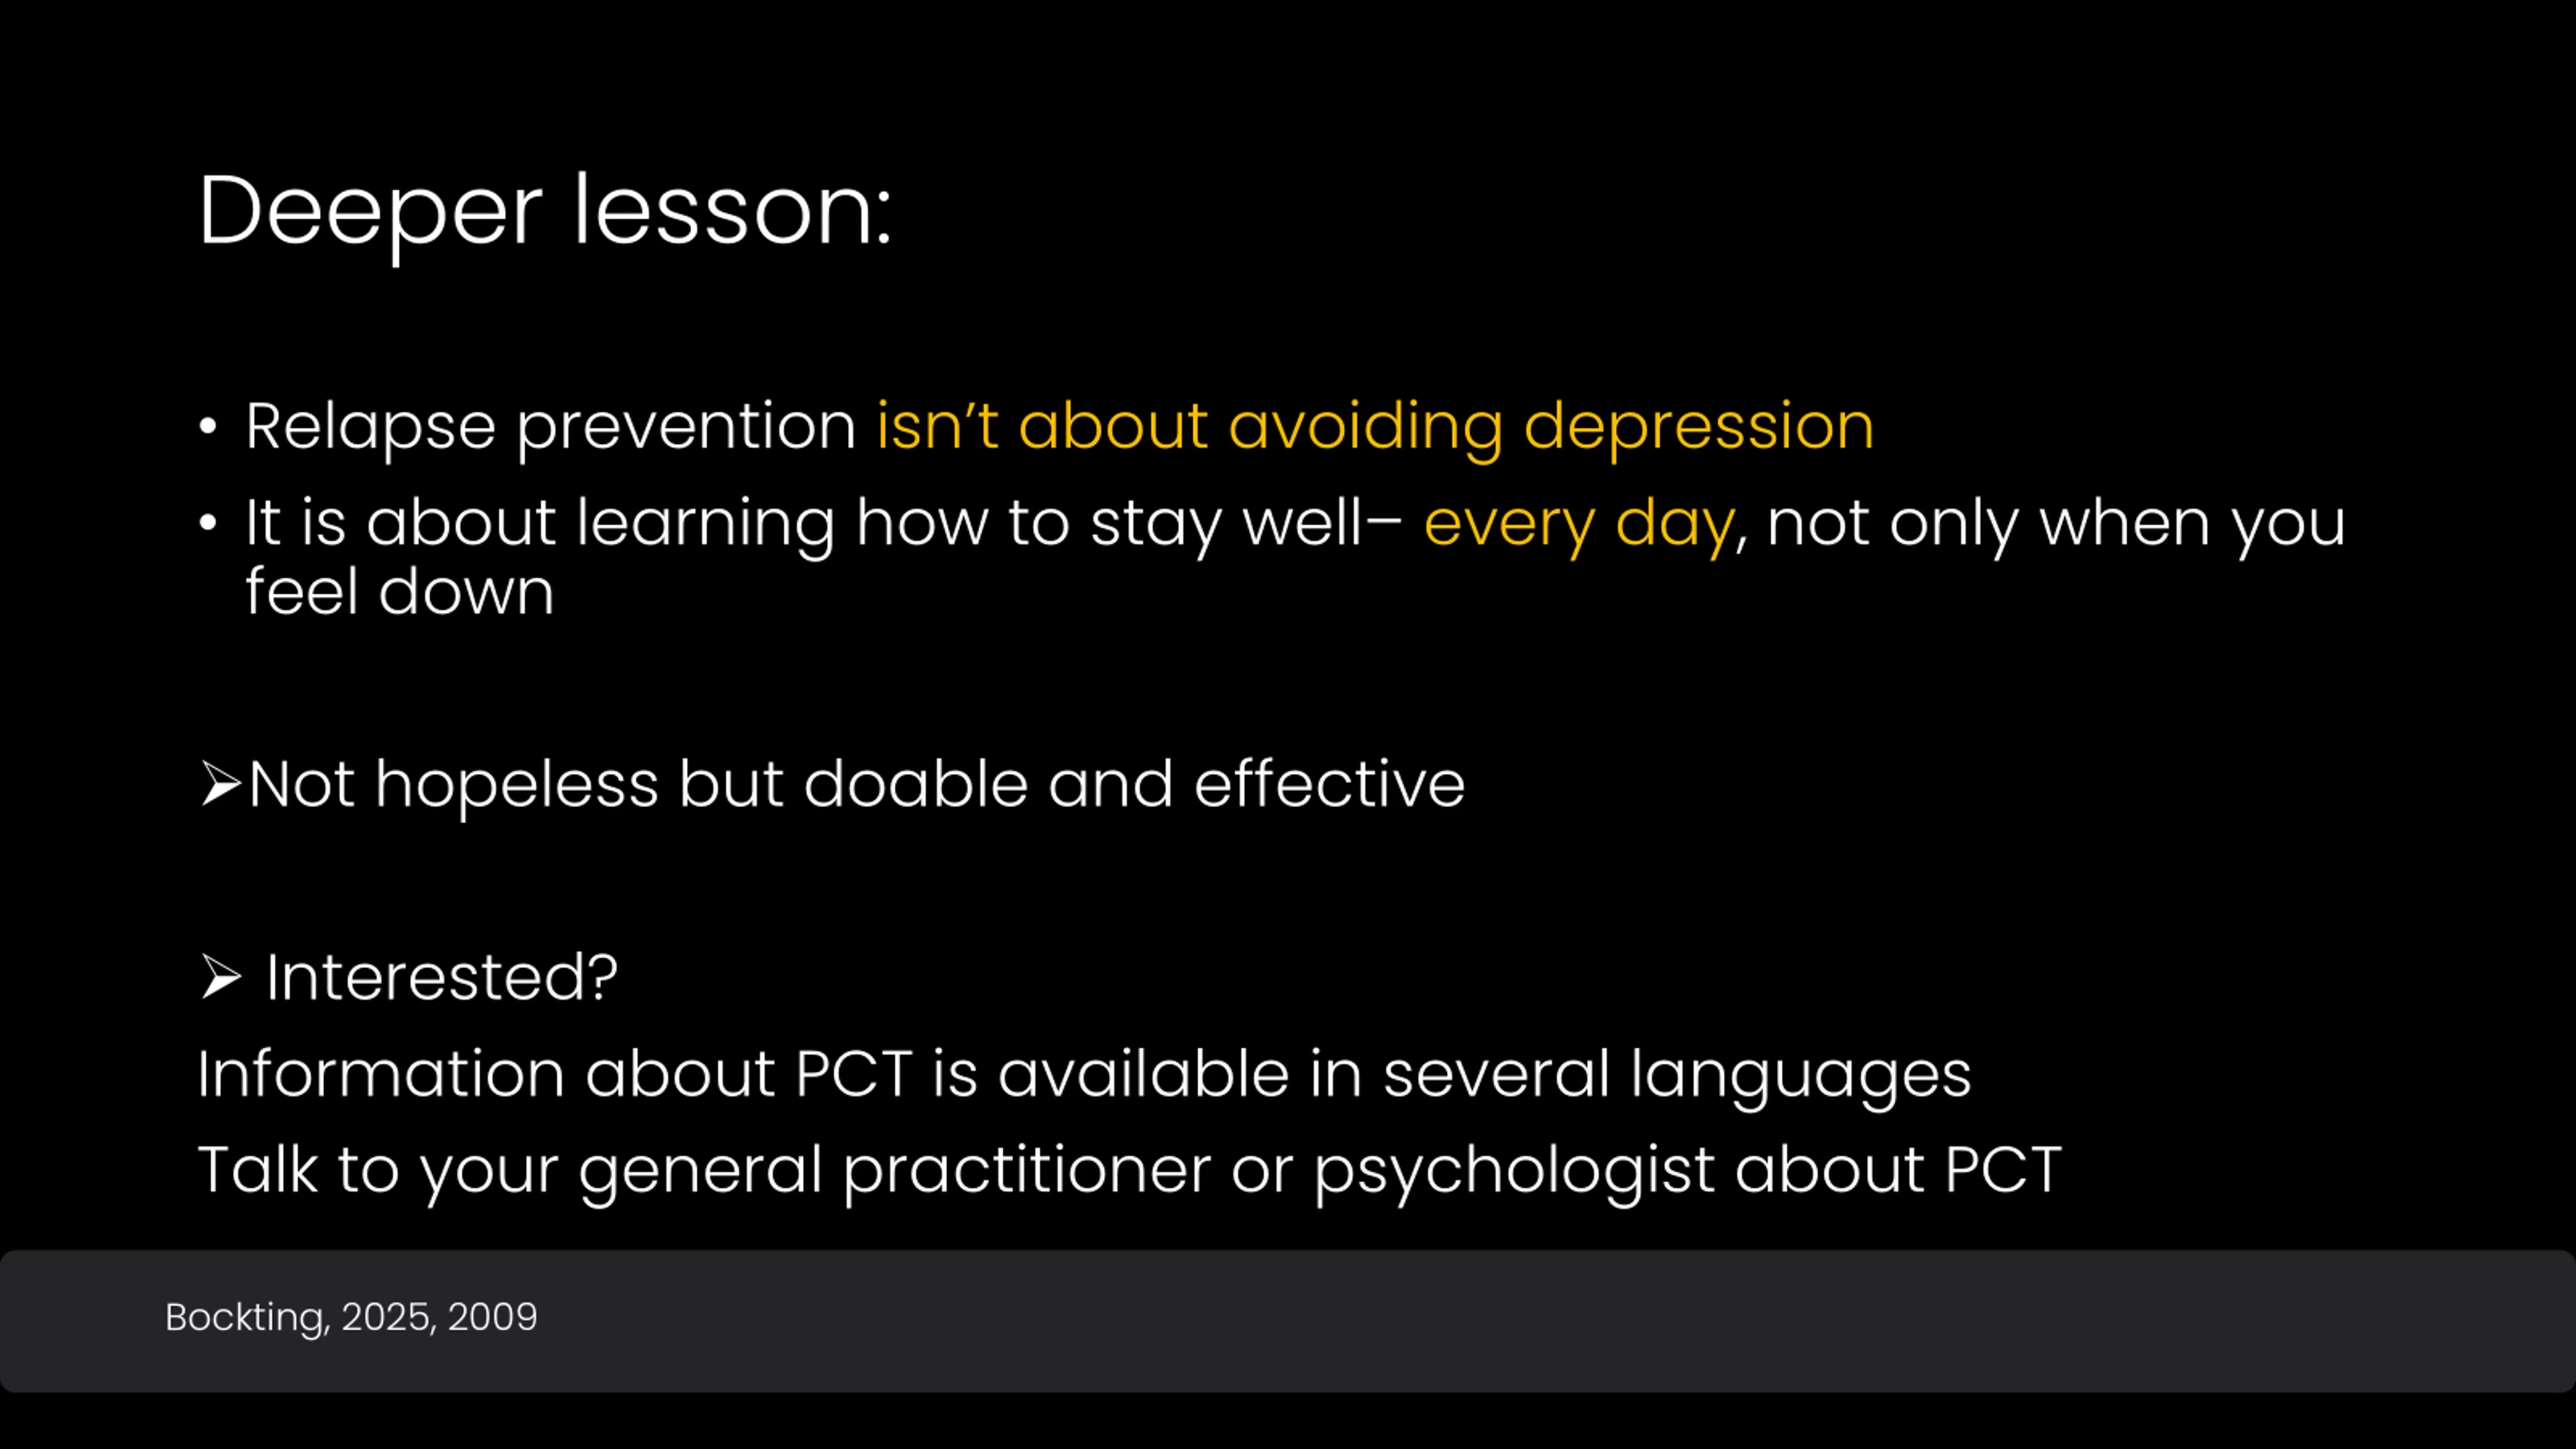 Deeper lesson:
• Relapse prevention isn’t about avoiding depression
• It is about learning how to stay well– every day, not only when you
feel down
➢Not hopeless but doable and effective
➢ Interested?
Information about PCT is available in several languages
Talk to your general practitioner or psychologist about PCT
Bockting, 2025, 2009